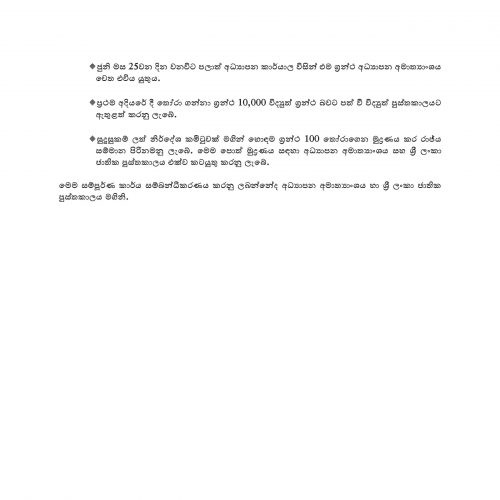 ❖ජුනි මස 25වන දින වනවිට පලාත් අධ්‍යාපන කාර්යාල විසින් එම ග්‍රන්ථ අධ්‍යාපන අමාත්‍යාංශය
වෙත එවිය යුතුය.
❖ප්‍රථම අදියරේ දී තෝරා ගන්නා ග්‍රන්ථ 10,000 විද්‍යුත් ග්‍රන්ථ බවට පත් වී විද්‍යුත් පුස්තකාලයට
ඇතුළත් කරනු ලැබේ.
❖සුදුසුකම් ලත් නිර්දේශ කමිටුවක් මගින් හොඳම ග්‍රන්ථ 100 තෝරාගෙන මුද්‍රණය කර රාජ්‍ය
සම්මාන පිරිනමනු ලැබේ. මෙම පොත් මුද්‍රණය සඳහා අධ්‍යාපන අමාත්‍යාංශය සහ ශ්‍රී ලංකා
ජාතික පුස්තකාලය එක්ව කටයුතු කරනු ලැබේ.
මෙම සම්පූර්ණ කාර්ය සම්බන්ධීකරණය කරනු ලබන්නේද අධ්‍යාපන අමාත්‍යාංශය හා ශ්‍රී ලංකා ජාතික
පුස්තකාලය මගිනි.